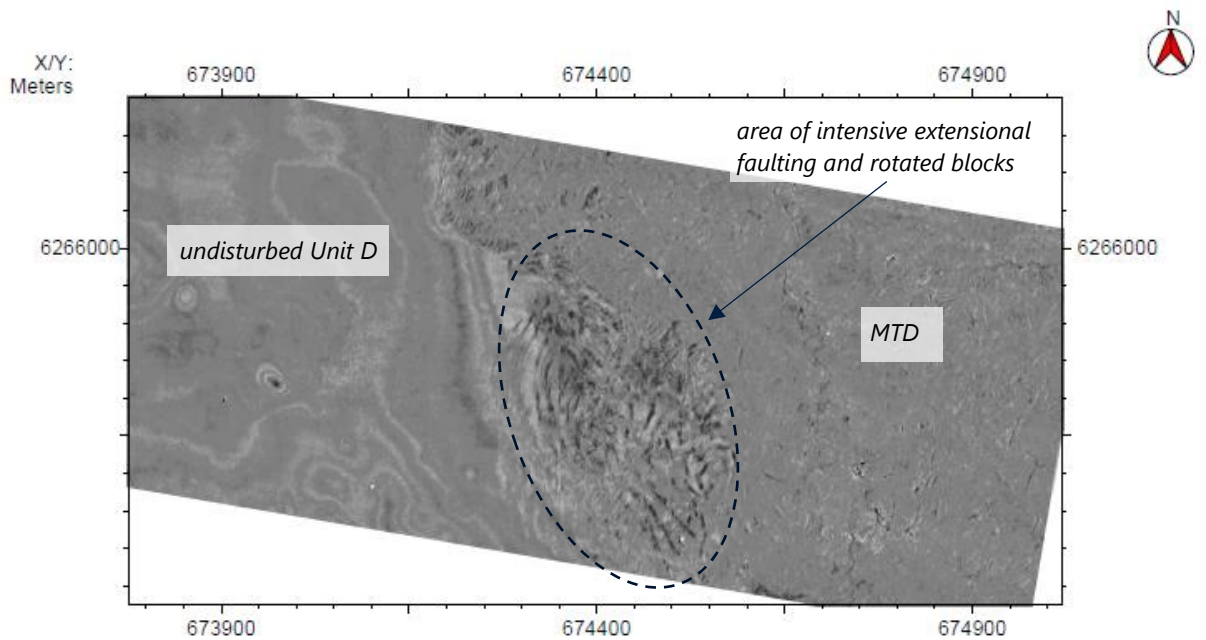 N
X/Y:
Meters
673900
674400
674900
area of intensive extensional
faulting and rotated blocks
6266000
undisturbed Unit D
6266000
MTD
673900
674400
674900